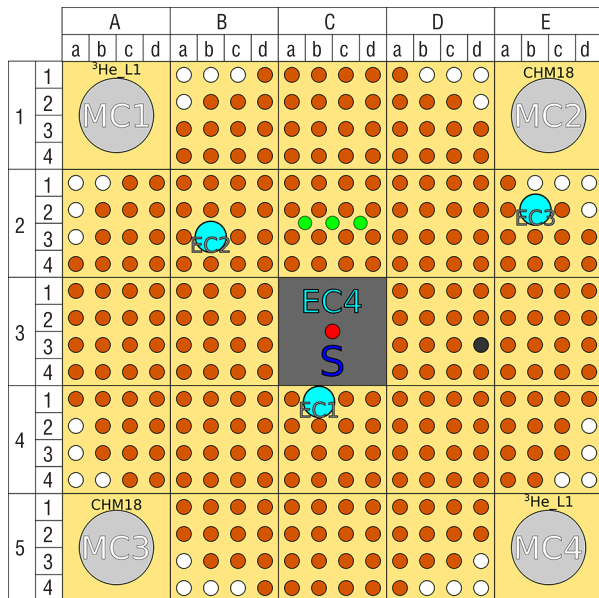 A B C D E
a b c d a b c d a b c d a b c d a b c d
1 1 ³He_L1 CHM18
2 MC1 MC2
3
4
2 1
2 EC3
3 EC2
4
3 1 EC4
2
3 S
4
4 1 EC1
2
3
4
5 1 CHM18 ³He_L1
2 MC3 MC4
3
4